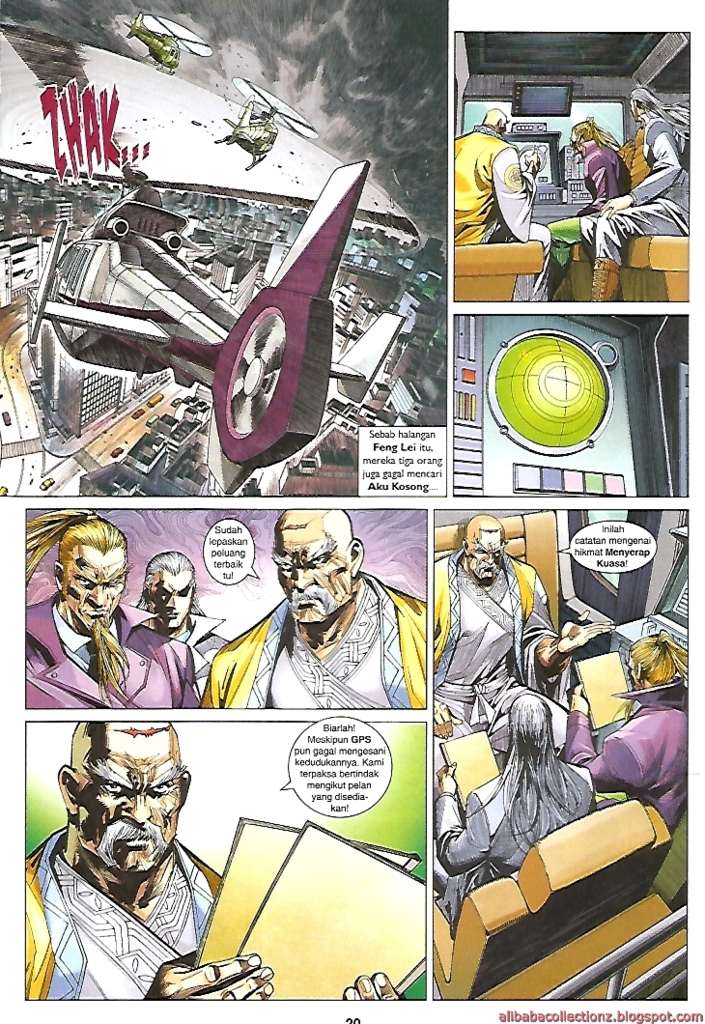 ZHAK...
Sebab halangan
Feng Lei itu,
mereka tiga orang
juga gagal mencari
Aku Kosong....
Sudah
lepaskan
peluang
terbaik
tu!
Inilah
catatan mengenai
hikmat Menyerap
Kuasa!
Biarlah!
Meskipun GPS
pun gagal mengesani
kedudukannya. Kami
terpaksa bertindak
mengikut pelan
yang disedia-
kan!
20
alibabacollectionz.blogspot.com